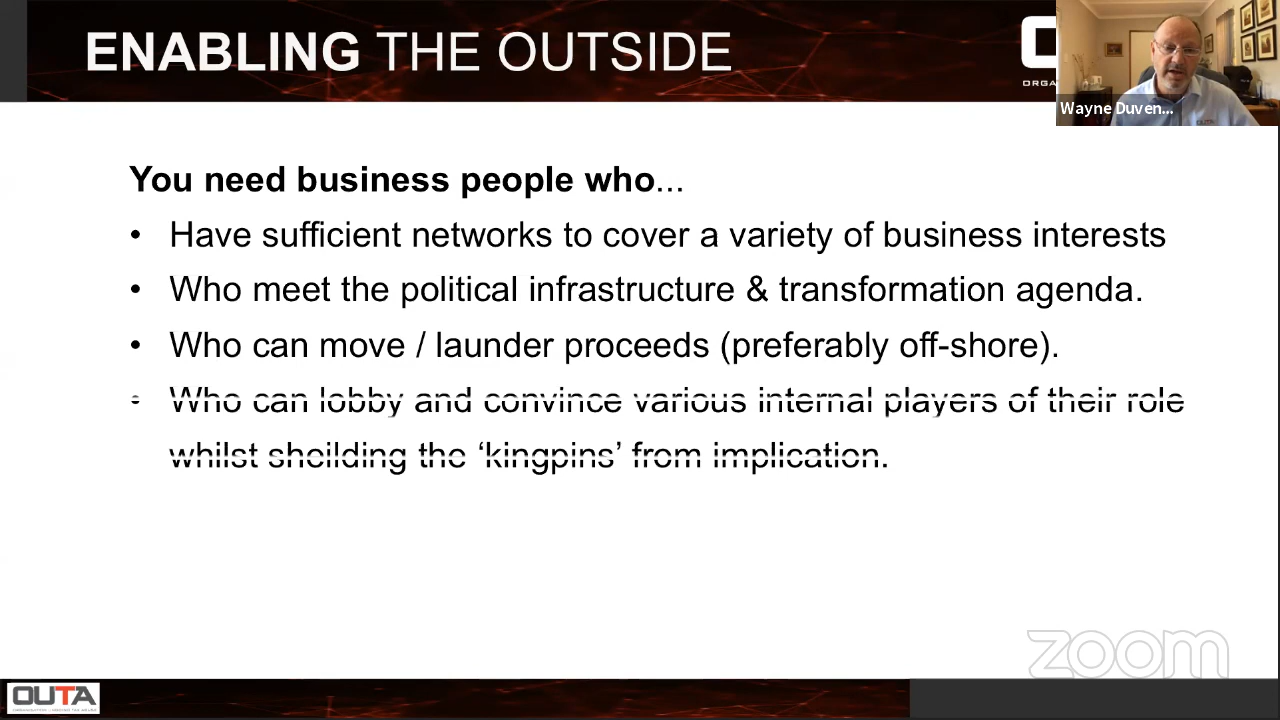 ENABLING THE OUTSIDE
ORGA
Wayne Duven...
You need business people who...
• Have sufficient networks to cover a variety of business interests
• Who meet the political infrastructure & transformation agenda.
• Who can move / launder proceeds (preferably off-shore).
• Who can lobby and convince various internal players of their role
whilst sheilding the ‘kingpins’ from implication.
zoom
OUTA